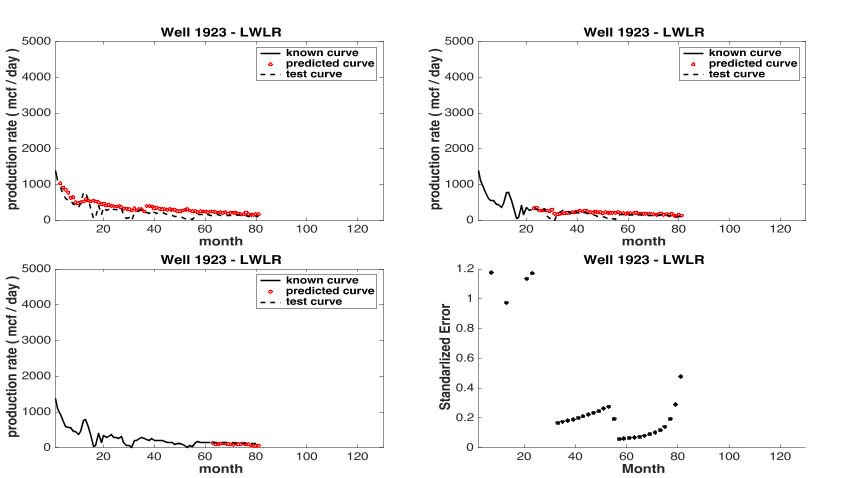 Well 1923 - LWLR
production rate ( mcf / day )
5000
4000
3000
2000
1000
0
20
40
60
80
100
120
month
known curve
predicted curve
test curve
Well 1923 - LWLR
production rate ( mcf / day )
5000
4000
3000
2000
1000
0
20
40
60
80
100
120
month
known curve
predicted curve
test curve
Well 1923 - LWLR
production rate ( mcf / day )
5000
4000
3000
2000
1000
0
20
40
60
80
100
120
month
known curve
predicted curve
test curve
Well 1923 - LWLR
Standarlized Error
1.2
1
0.8
0.6
0.4
0.2
0
20
40
60
80
100
120
Month